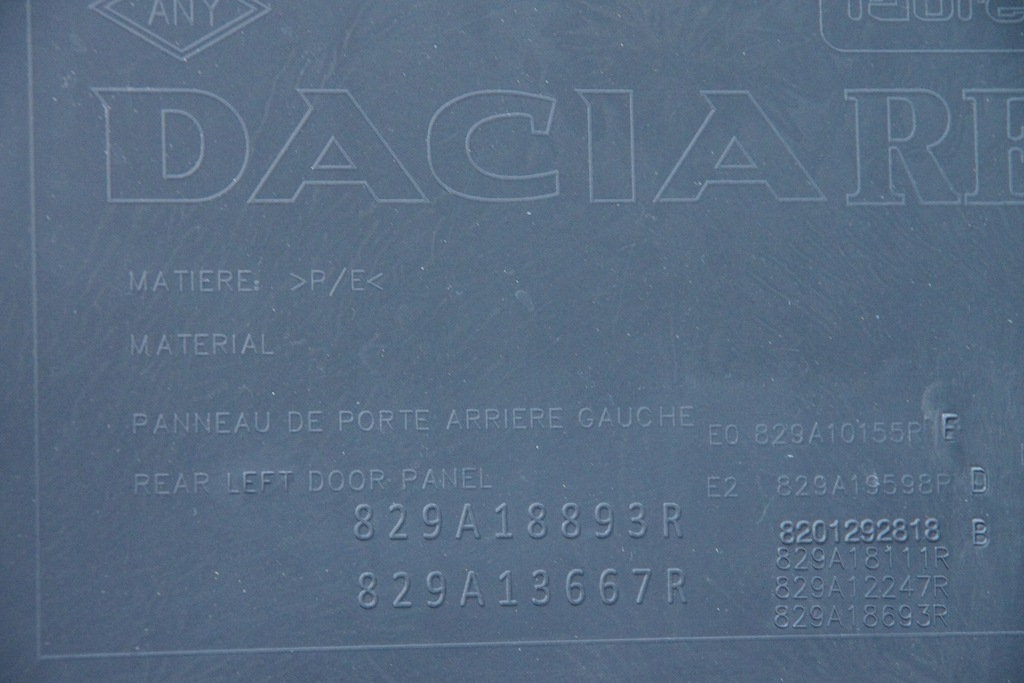 ANY
DACIA RE
MATIERE: >P/E<
MATERIAL
PANNEAU DE PORTE ARRIERE GAUCHE
E0 829A10155R E
REAR LEFT DOOR PANEL
E2 829A19598R D
829A18893R
8201292818 B
829A18111R
829A13667R
829A12247R
829A18693R